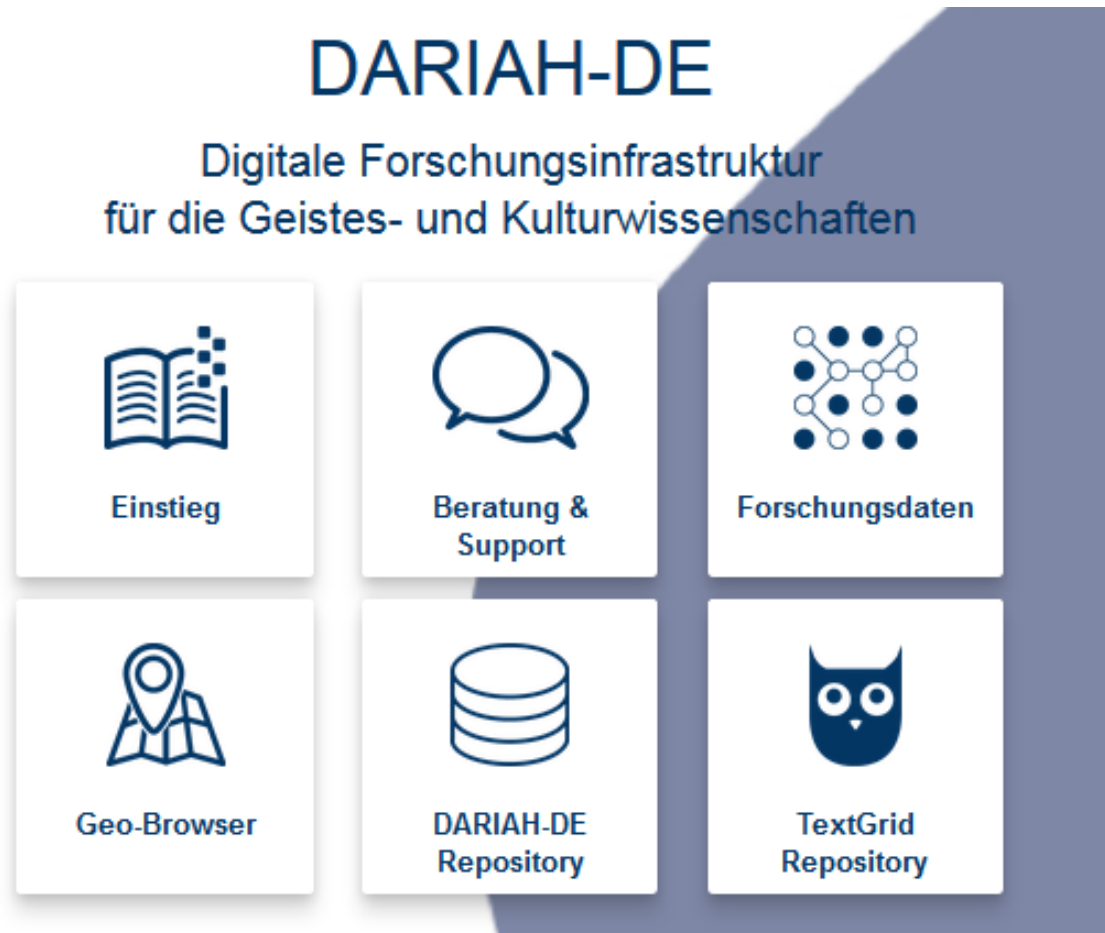 DARIAH-DE
Digitale Forschungsinfrastruktur
für die Geistes- und Kulturwissenschaften
Einstieg
Beratung &
Support
Forschungsdaten
Geo-Browser
DARIAH-DE
Repository
TextGrid
Repository